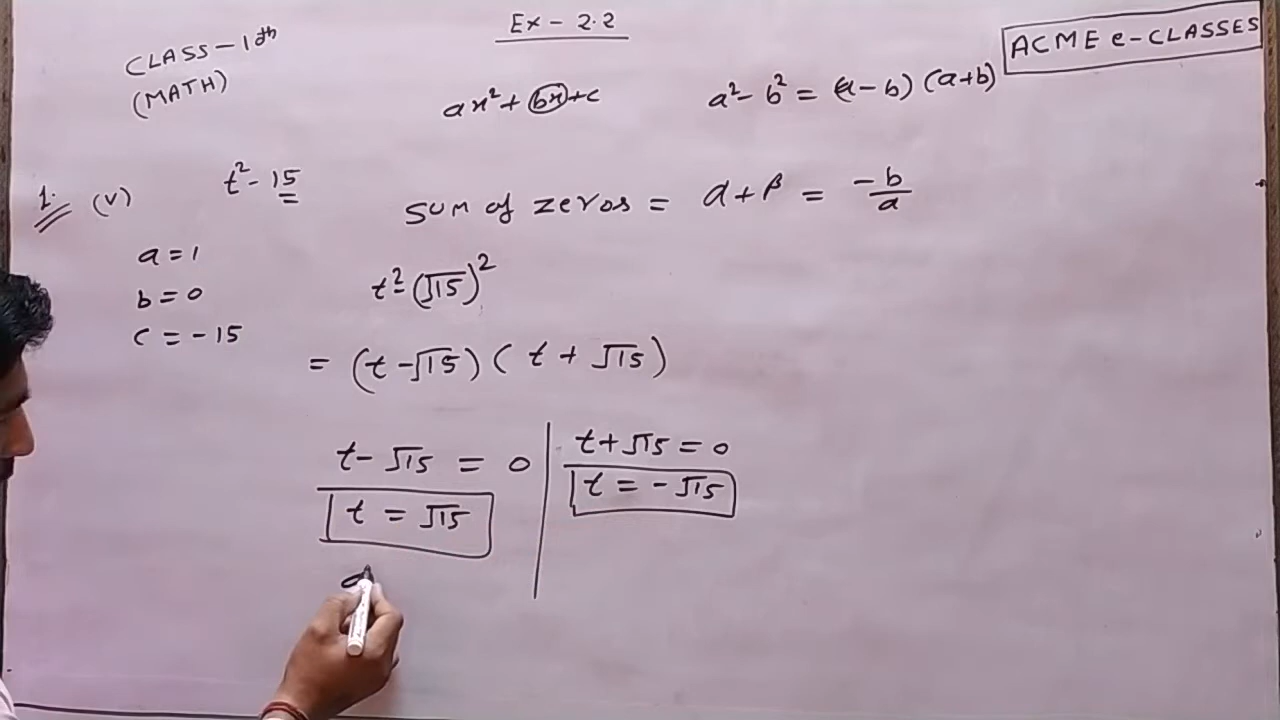 Ex - 2.2
ACME e-CLASSES
CLASS-10th
(MATH)
ax² + bx + c
a² - b² = (a - b) (a + b)
1. (v) t² - 15
Sum of zeros = α + β = -b/a
a = 1
b = 0
c = -15
t² - (√15)²
= (t - √15) (t + √15)
t - √15 = 0
t = √15
t + √15 = 0
t = -√15